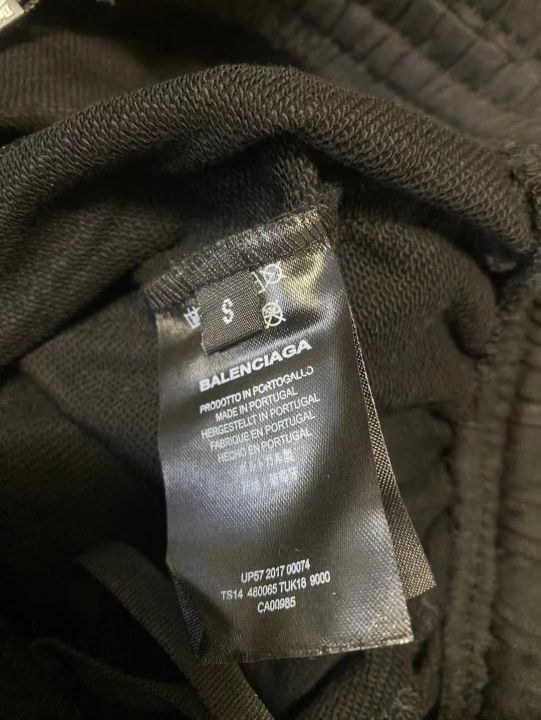 S
BALENCIAGA
PRODOTTO IN PORTOGALLO
MADE IN PORTUGAL
HERGESTELLT IN PORTUGAL
FABRIQUE EN PORTUGAL
HECHO EN PORTUGAL
UP57 2017 00074
TS14 480065 TUK18 9000
CA00985